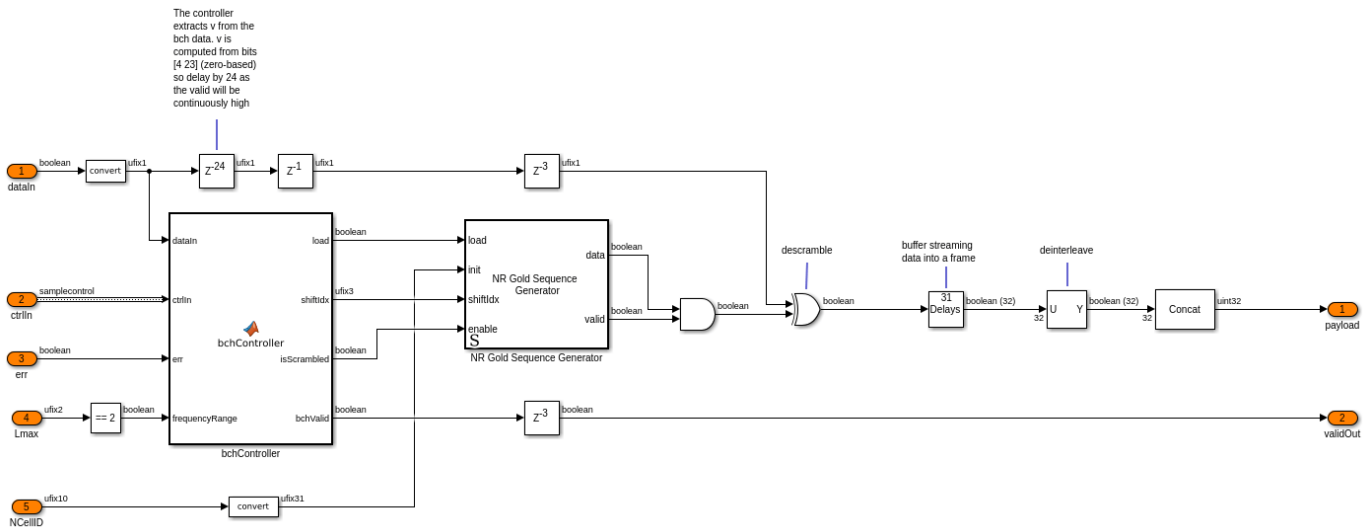 The controller
extracts v from the
bch data. v is
computed from bits
[4 23] (zero-based)
so delay by 24 as
the valid will be
continuously high
1
boolean
dataIn
convert
ufix1
Z-24
ufix1
Z-1
ufix1
Z-3
ufix1
dataIn
load
boolean
load
2
samplecontrol
ctrlIn
ctrlIn
shiftIdx
ufix3
init
shiftIdx
bchController
3
boolean
err
err
isScrambled
boolean
enable
S
NR Gold Sequence
Generator
data
boolean
valid
boolean
NR Gold Sequence Generator
boolean
descramble
boolean
buffer streaming
data into a frame
31
Delays
boolean (32)
32
deinterleave
U
Y
boolean (32)
32
Concat
uint32
1
payload
4
ufix2
Lmax
== 2
boolean
frequencyRange
bchValid
boolean
bchController
Z-3
boolean
2
validOut
5
ufix10
NCellID
convert
ufix31